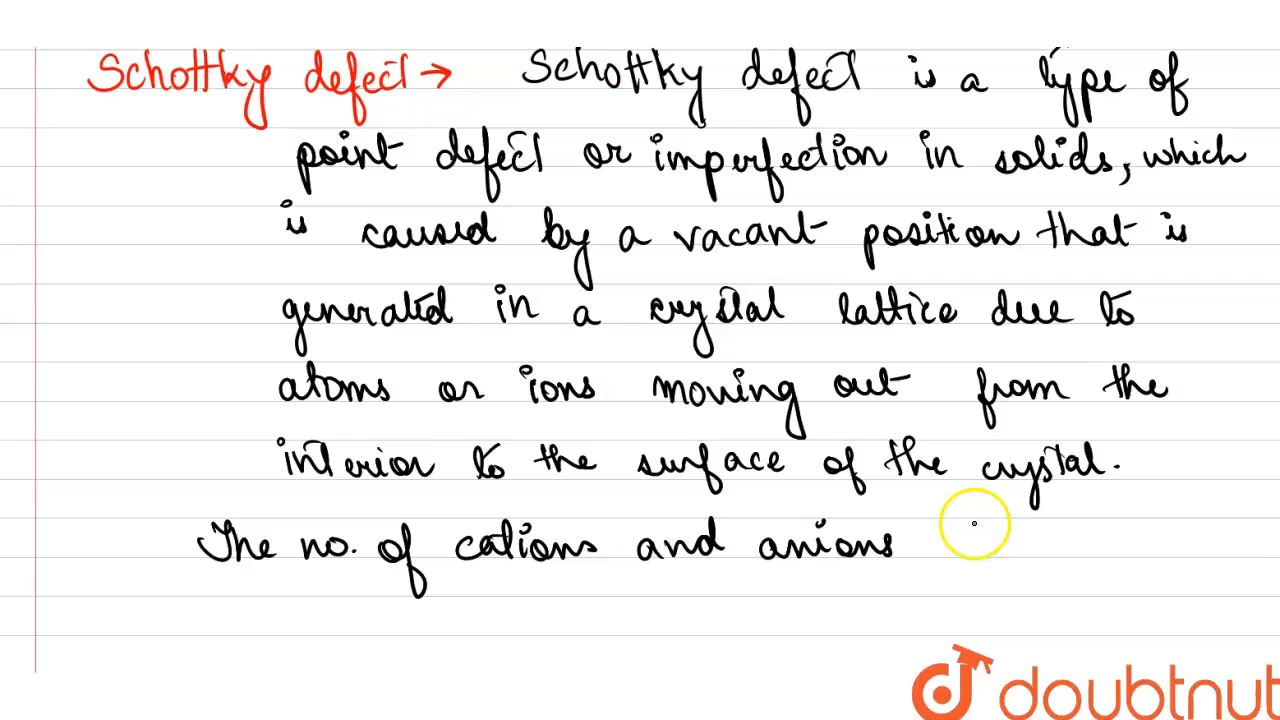 Schottky defect → Schottky defect is a type of
point defect or imperfection in solids, which
is caused by a vacant position that is
generated in a crystal lattice due to
atoms or ions moving out from the
interior to the surface of the crystal.
The no. of cations and anions
doubtnut